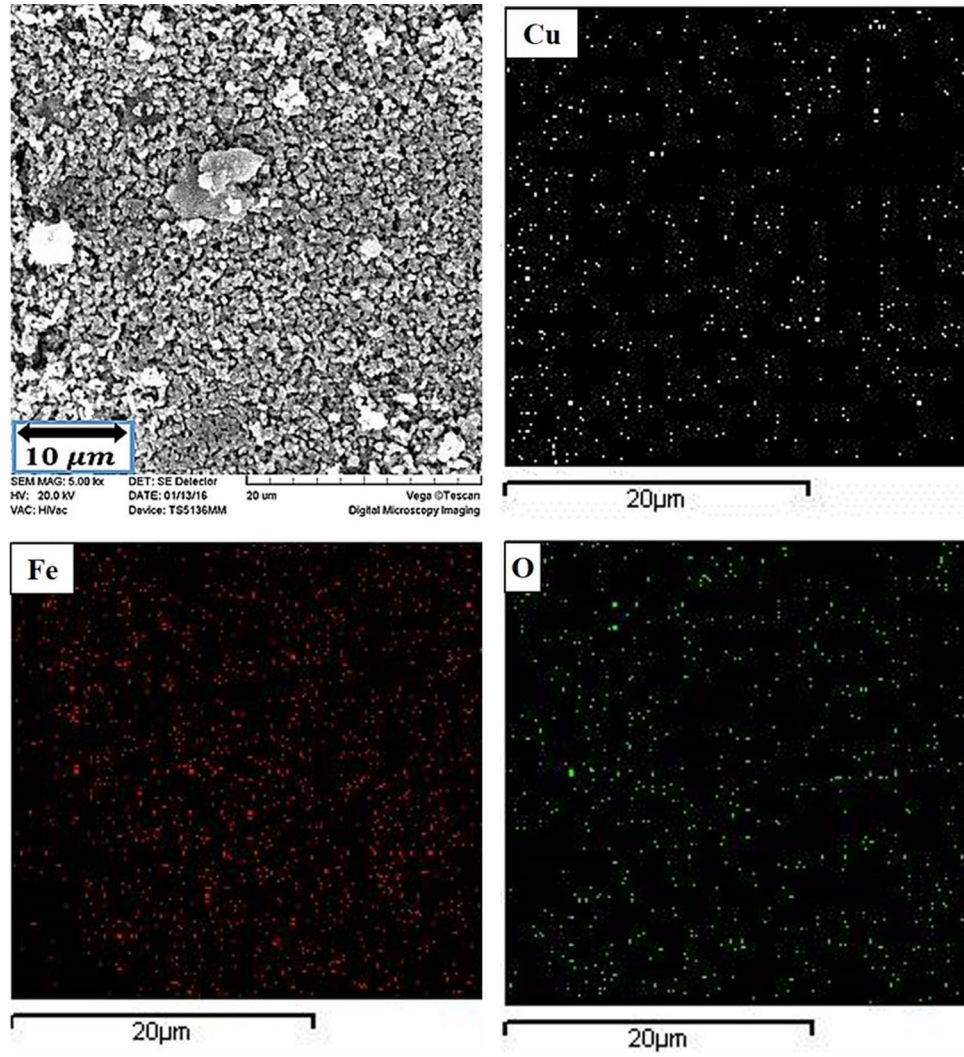 Cu
10 μm
SEM MAG: 5.00 kx DET: SE Detector
20 um
HV: 20.0 kV DATE: 01/13/16 Vega ©Tescan
VAC: HiVac Device: TS5136MM Digital Microscopy Imaging
20μm
Fe
O
20μm
20μm